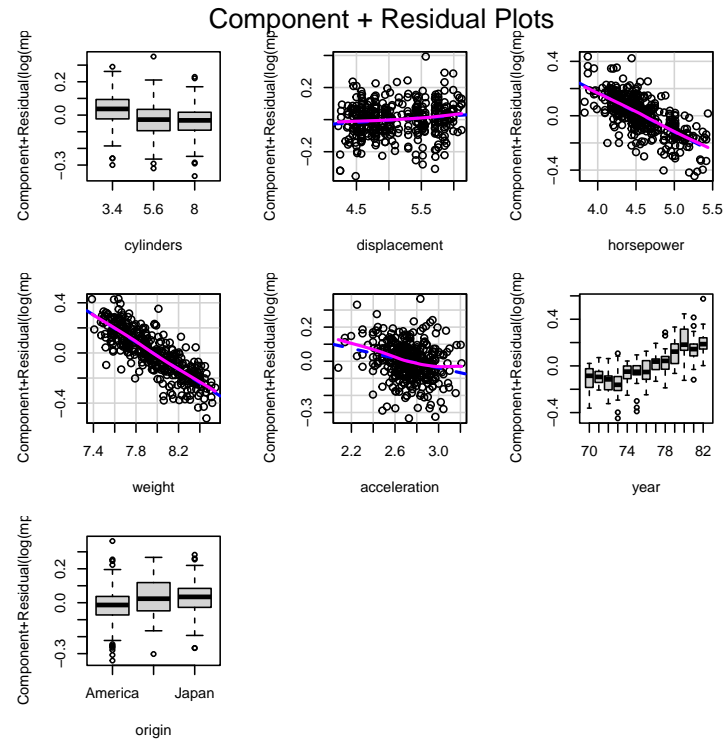 Component + Residual Plots
Component+Residual(log(mp
0.2
0.0
−0.3
3.4 5.6 8
cylinders
Component+Residual(log(mp
0.2
−0.2
4.5 5.5
displacement
Component+Residual(log(mp
0.4
0.0
−0.4
4.0 4.5 5.0 5.5
horsepower
Component+Residual(log(mp
0.4
0.0
−0.4
7.4 7.8 8.2
weight
Component+Residual(log(mp
0.2
0.0
−0.3
2.2 2.6 3.0
acceleration
Component+Residual(log(mp
0.4
0.0
−0.4
70 74 78 82
year
Component+Residual(log(mp
0.2
0.0
−0.3
America Japan
origin